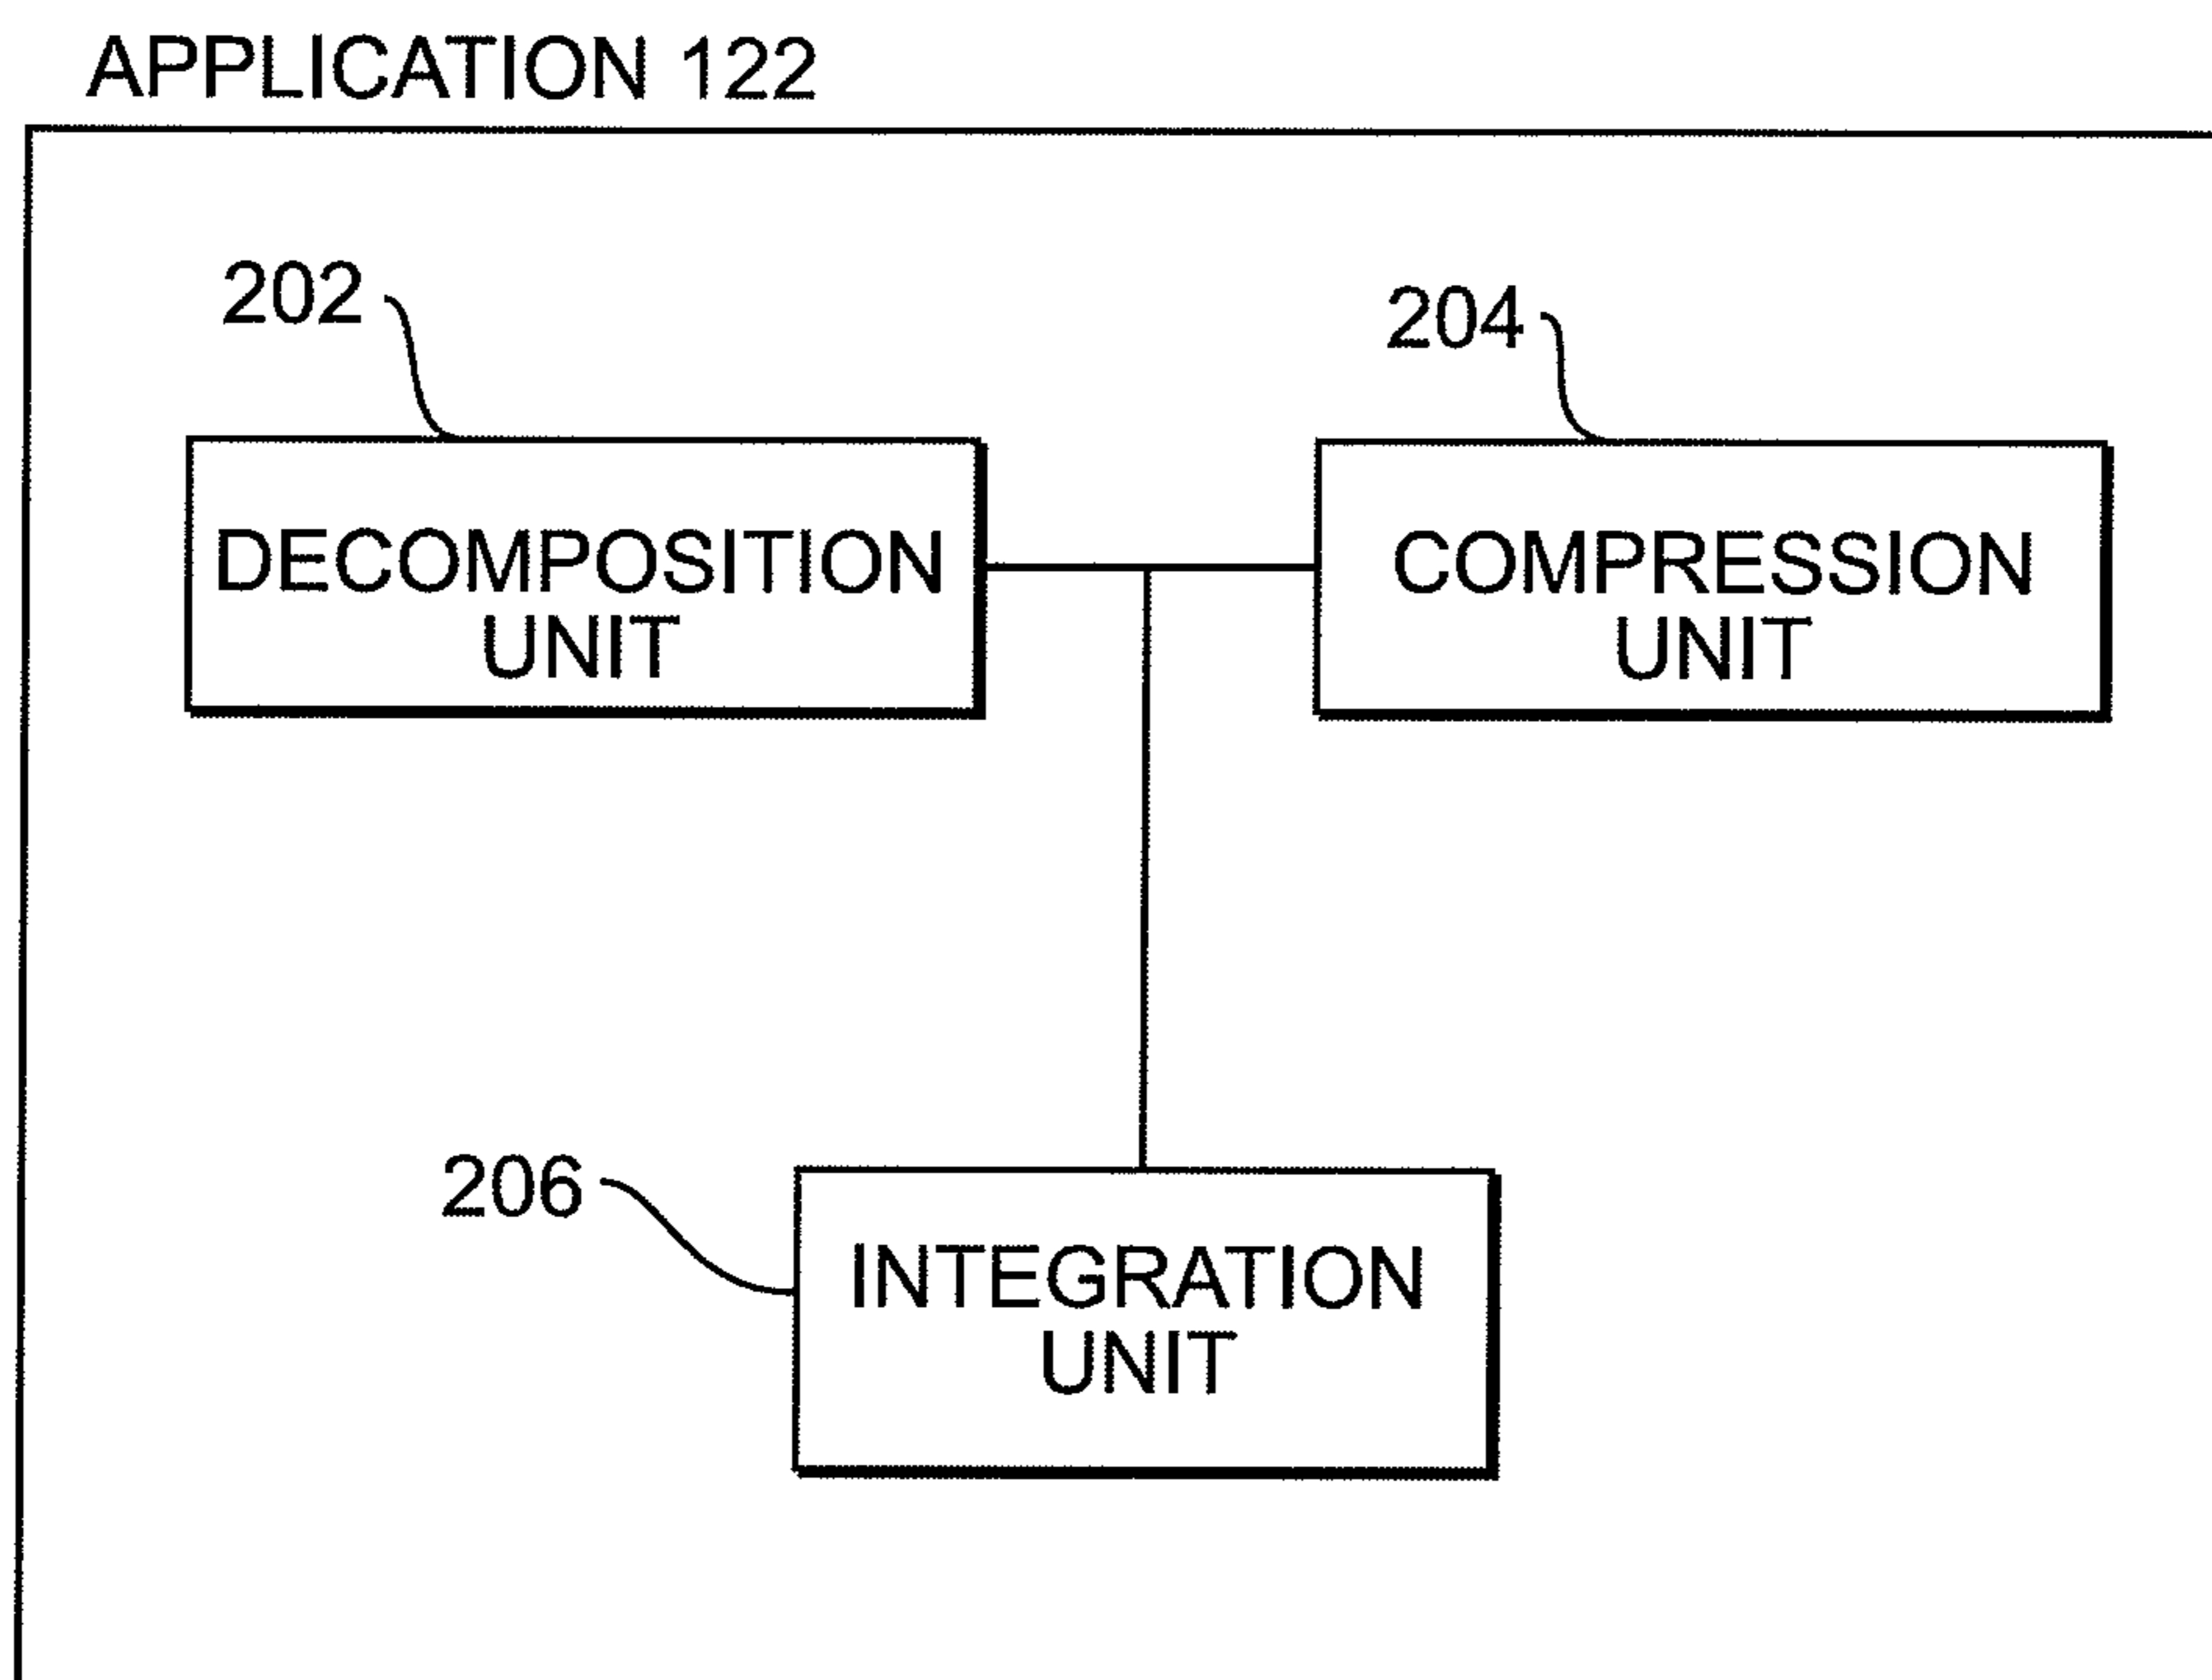 APPLICATION 122
202
204
DECOMPOSITION
UNIT
COMPRESSION
UNIT
206
INTEGRATION
UNIT